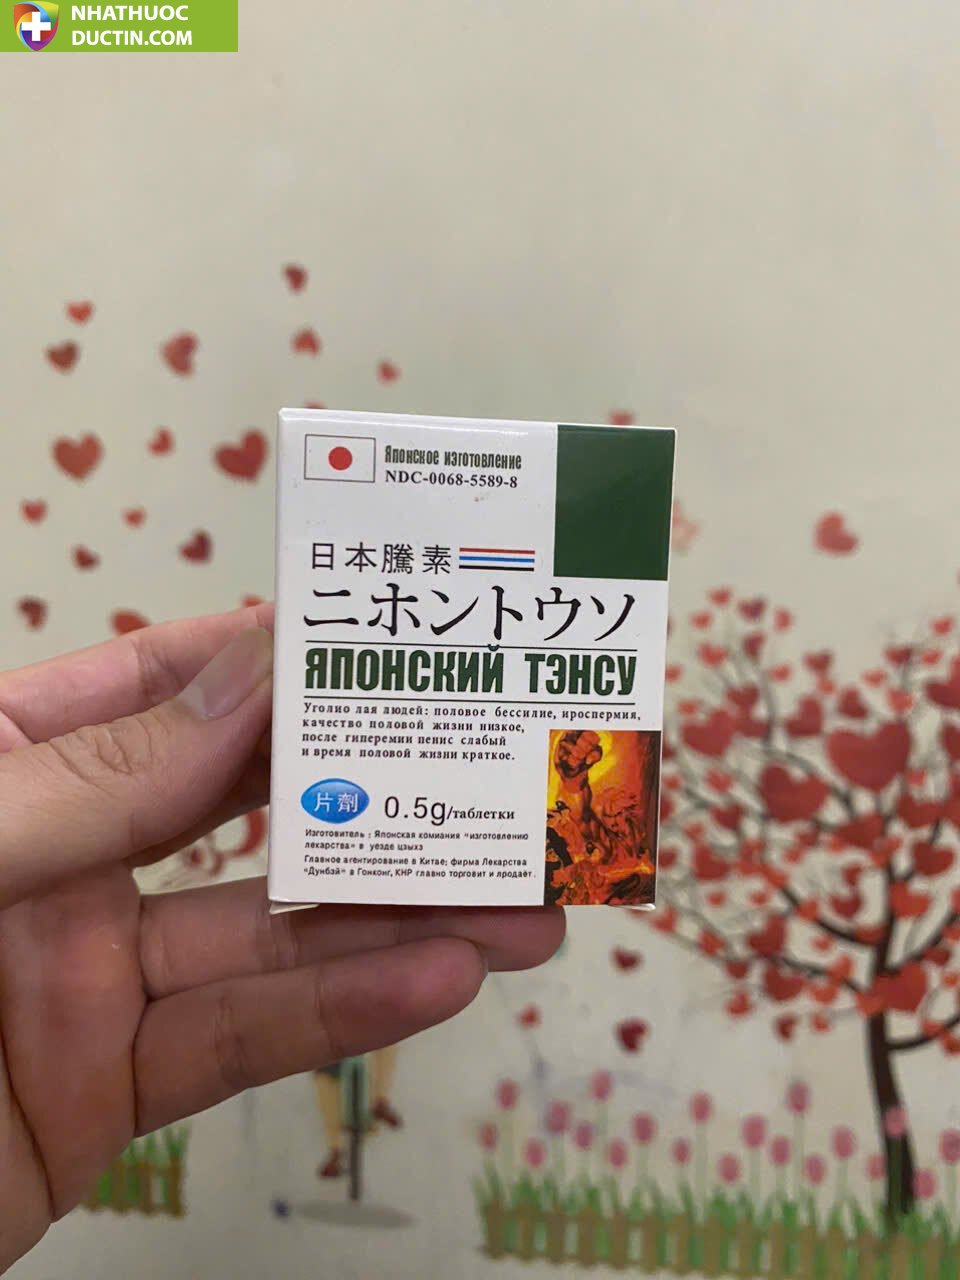 NHATHUOC
DUCTIN.COM
Японское изготовление
NDC-0068-5589-8
日本騰素
ニホントウソ
ЯПОНСКИЙ ТЭНСУ
Уголио лая людей: половое бессилие, ироспермия,
качество половой жизни низкое,
после гиперемии пенис слабый
и время половой жизни краткое.
片劑 0.5g/таблетки
Изготовитель : Японская комиания "изготовлению
лекарства» в уезде цзыхэ
Главное агентирование в Китае; фирма Лекарства
"Дунбэй» в Гонконг, КНР главно торговит и лродаёт.